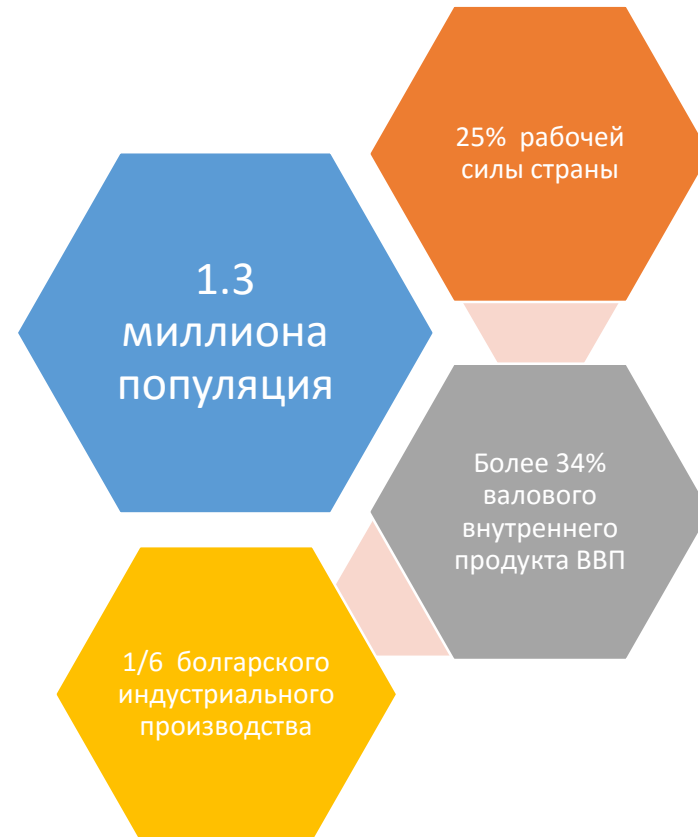 25% рабочей
силы страны
1.3
миллиона
популяция
Более 34%
валового
внутреннего
продукта ВВП
1/6 болгарского
индустриального
производства